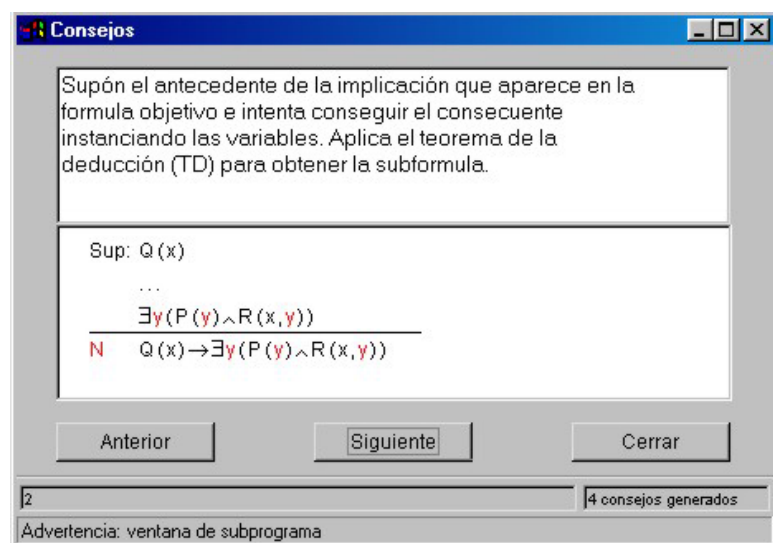 Consejos
Supón el antecedente de la implicación que aparece en la
formula objetivo e intenta conseguir el consecuente
instanciando las variables. Aplica el teorema de la
deducción (TD) para obtener la subformula.
Sup: Q(x)
...
∃y(P(y)∧R(x,y))
N Q(x)→∃y(P(y)∧R(x,y))
Anterior Siguiente Cerrar
2 4 consejos generados
Advertencia: ventana de subprograma